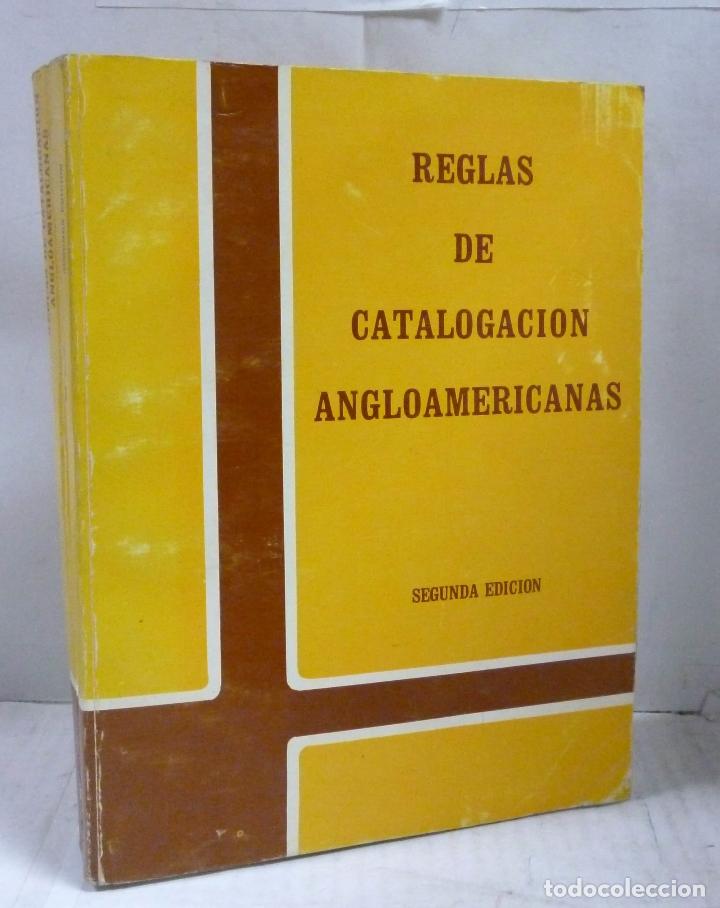 REGLAS
DE
CATALOGACION
ANGLOAMERICANAS
SEGUNDA EDICION
ANGLOAMERICANAS
todocoleccion